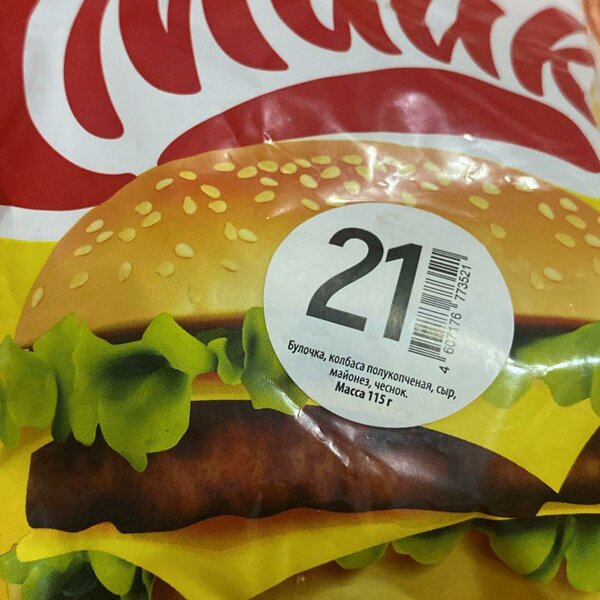 21
4 607176 773521
Булочка, колбаса полукопченая, сыр,
майонез, чеснок.
Масса 115 г